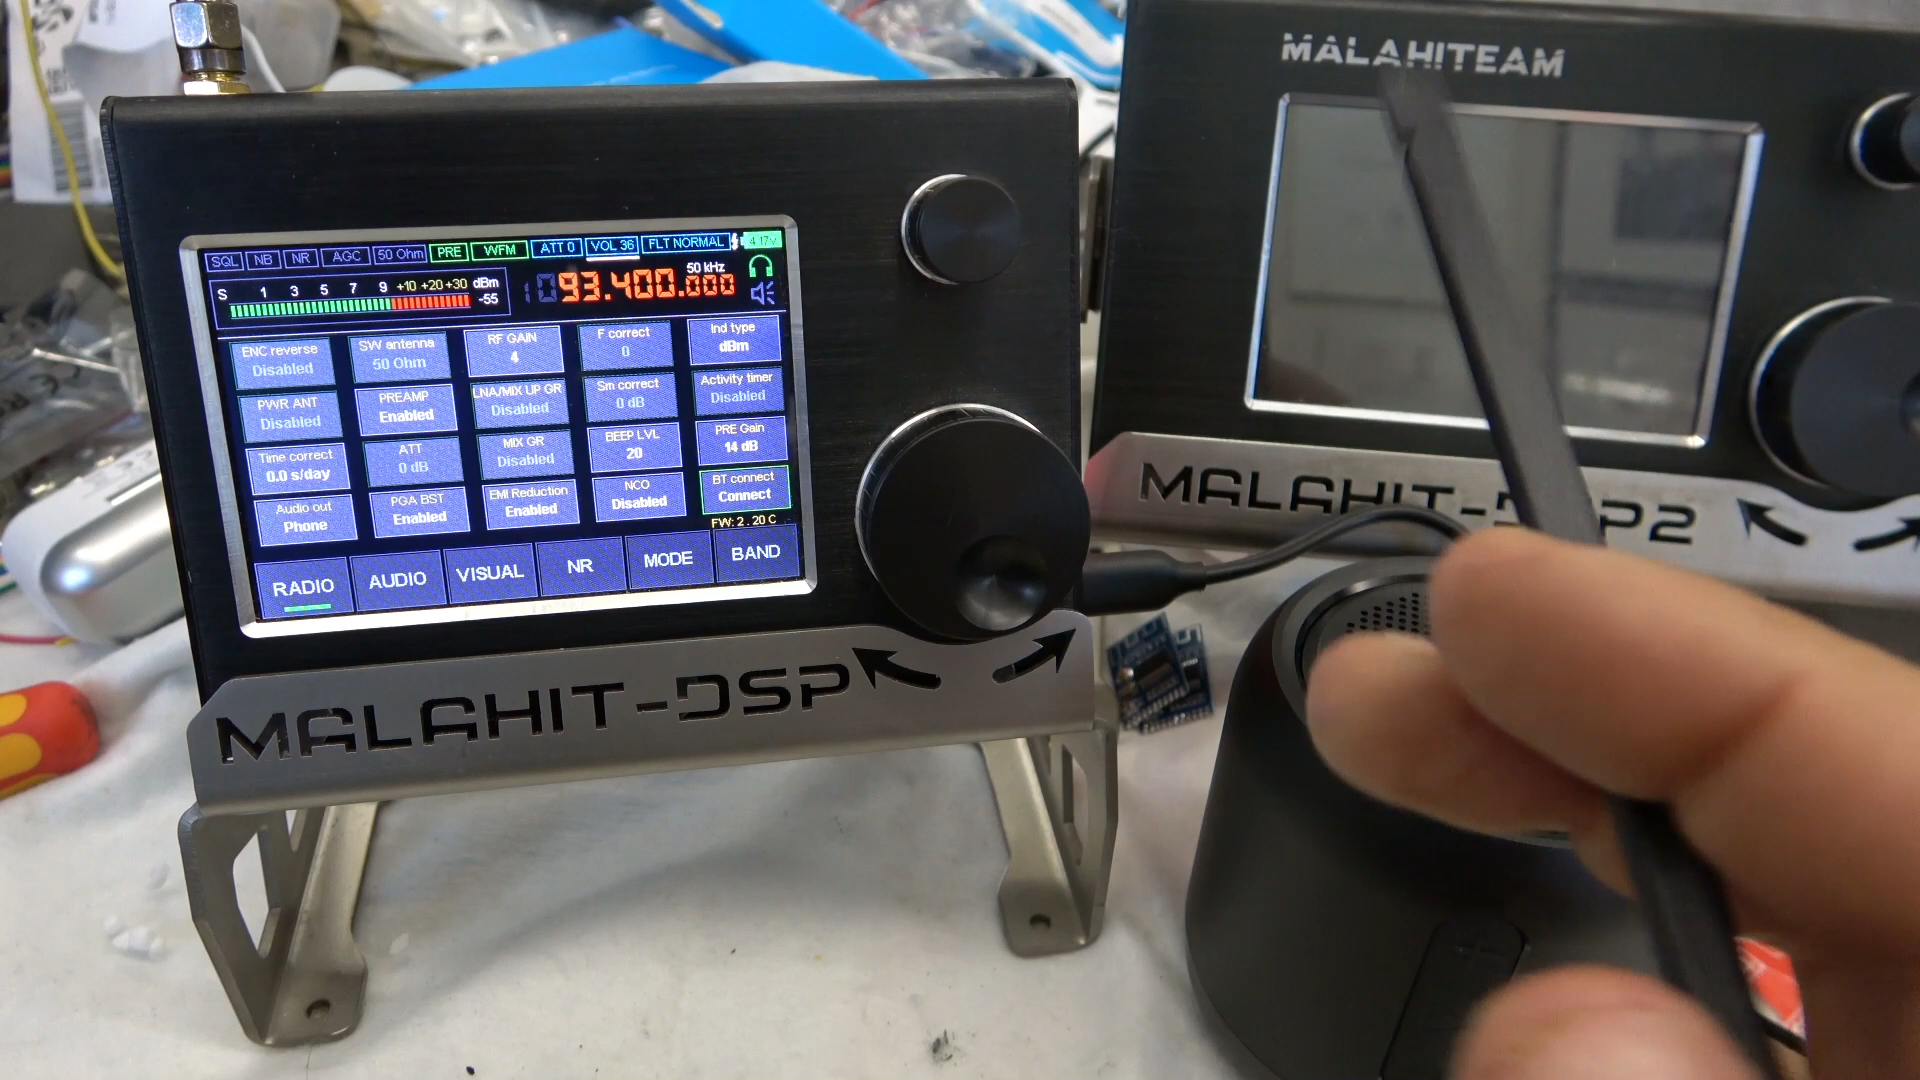 MALAHITEAM
SQL NB NR AGC 50 Ohm PRE WFM ATT 0 VOL 36 FLT NORMAL 4.17v
S 1 3 5 7 9 +10 +20 +30 dBm
-55
50 kHz
93.400.000
ENC reverse
Disabled
SW antenna
50 Ohm
RF GAIN
4
F correct
0
Ind type
dBm
PWR ANT
Disabled
PREAMP
Enabled
LNA/MIX UP GR
Disabled
Sm correct
0 dB
Activity timer
Disabled
Time correct
0.0 s/day
ATT
0 dB
MIX GR
Disabled
BEEP LVL
20
PRE Gain
14 dB
Audio out
Phone
PGA BST
Enabled
EMI Reduction
Enabled
NCO
Disabled
BT connect
Connect
FW: 2.20 C
RADIO AUDIO VISUAL NR MODE BAND
MALAHIT-DSP
MALAHIT-DSP2